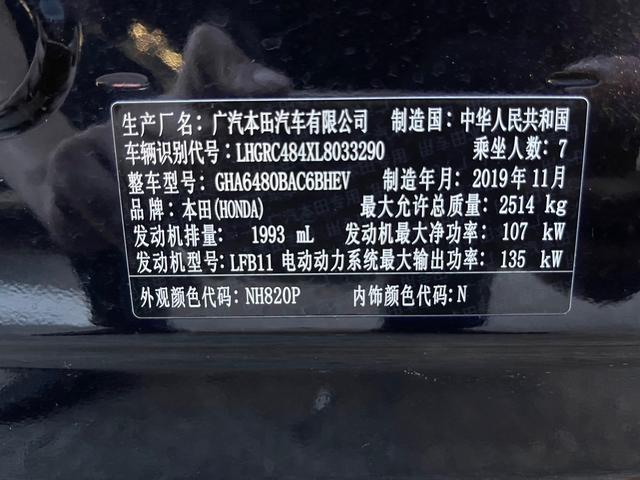 生产厂名：广汽本田汽车有限公司 制造国：中华人民共和国
车辆识别代号：LHGRC484XL8033290 乘坐人数：7
整车型号：GHA6480BAC6BHEV 制造年月：2019年11月
品牌：本田(HONDA) 最大允许总质量：2514 kg
发动机排量：1993 mL 发动机最大净功率：107 kW
发动机型号：LFB11 电动动力系统最大输出功率：135 kW
外观颜色代码：NH820P 内饰颜色代码：N